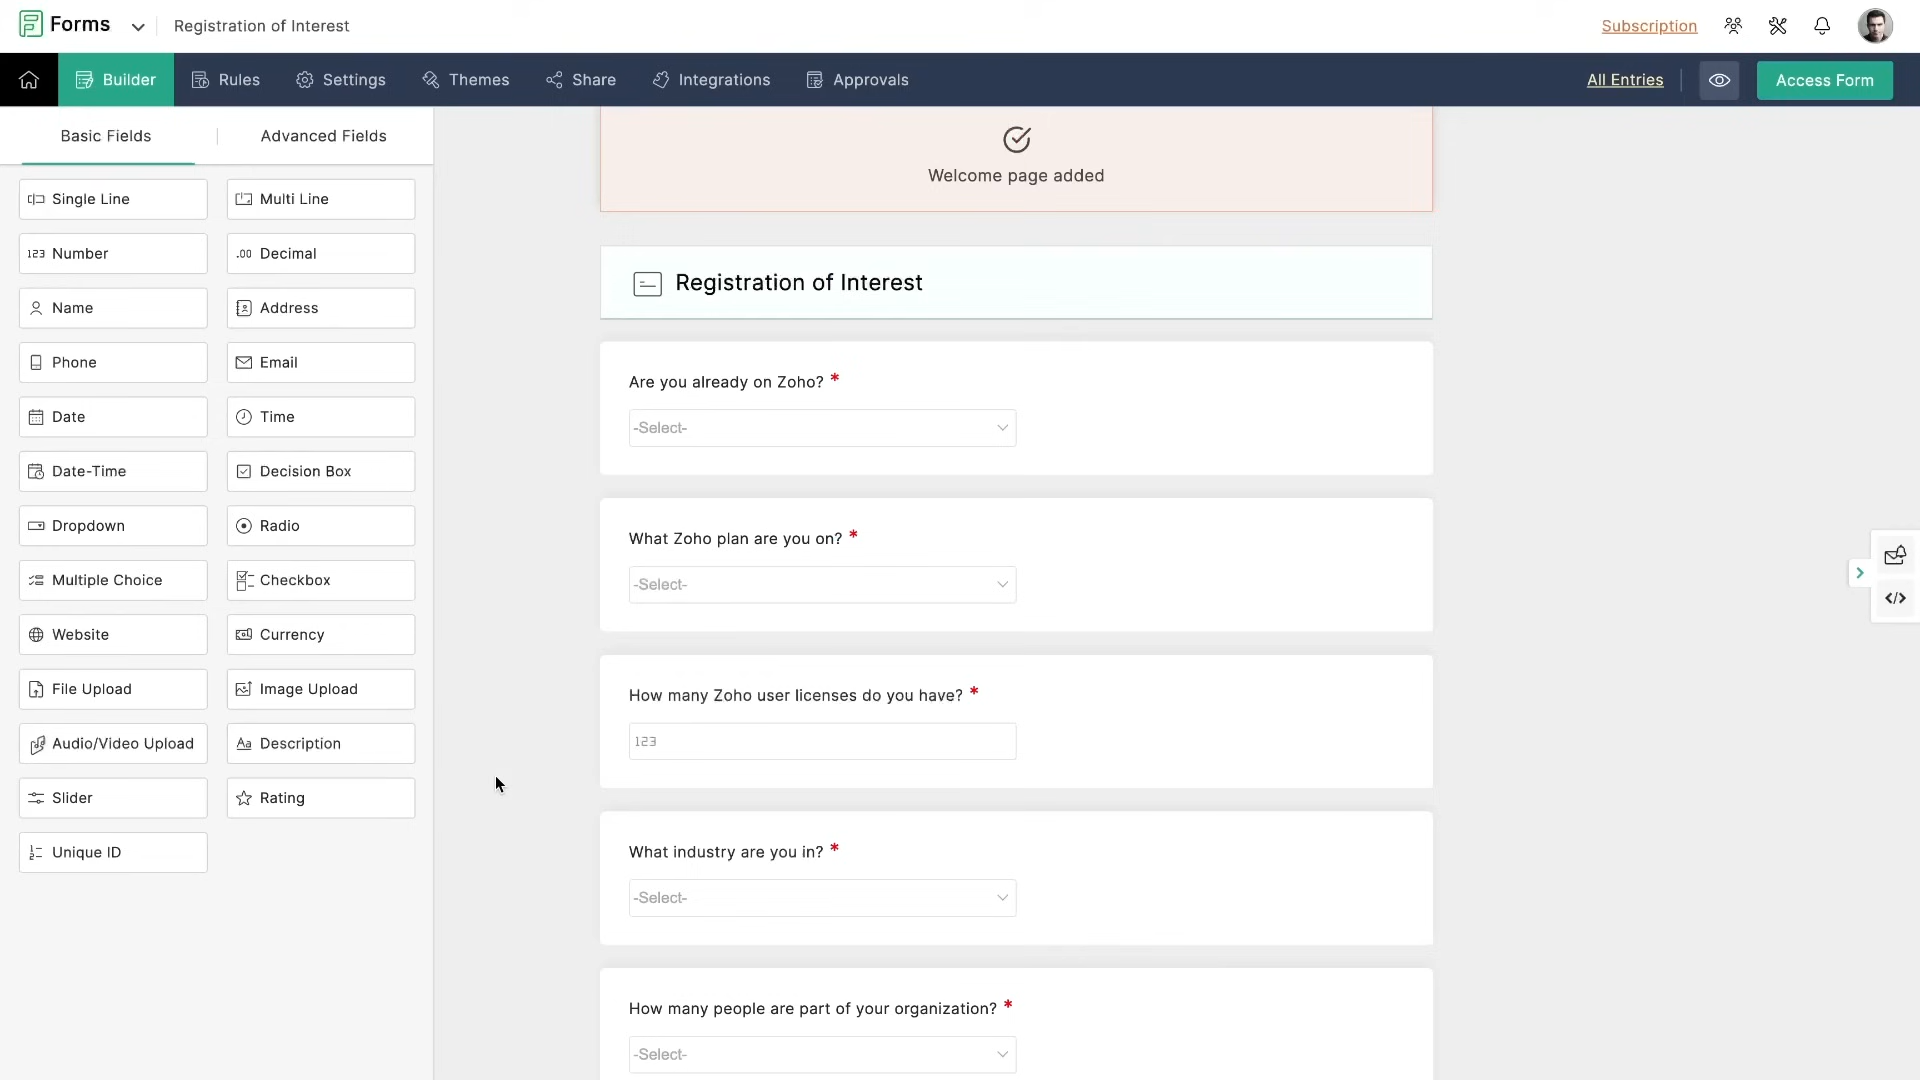 Forms
Registration of Interest
Subscription
Builder
Rules
Settings
Themes
Share
Integrations
Approvals
All Entries
Access Form
Basic Fields
Advanced Fields
Single Line
Multi Line
123 Number
.00 Decimal
Name
Address
Phone
Email
Date
Time
Date-Time
Decision Box
Dropdown
Radio
Multiple Choice
Checkbox
Website
Currency
File Upload
Image Upload
Audio/Video Upload
Aa Description
Slider
Rating
Unique ID
Welcome page added
Registration of Interest
Are you already on Zoho? *
-Select-
What Zoho plan are you on? *
-Select-
How many Zoho user licenses do you have? *
123
What industry are you in? *
-Select-
How many people are part of your organization? *
-Select-